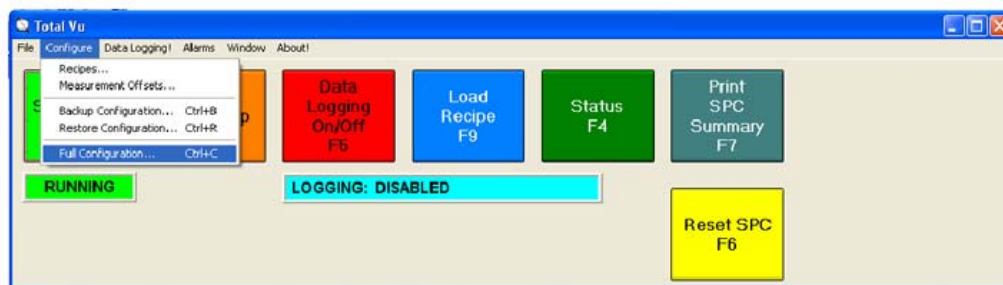 Total Vu
File Configure Data Logging! Alarms Window About!
Recipes...
Measurement Offsets...
Backup Configuration... Ctrl+B
Restore Configuration... Ctrl+R
Full Configuration... Ctrl+C
Data
Logging
On/Off
F5
Load
Recipe
F9
Status
F4
Print
SPC
Summary
F7
RUNNING
LOGGING: DISABLED
Reset SPC
F6